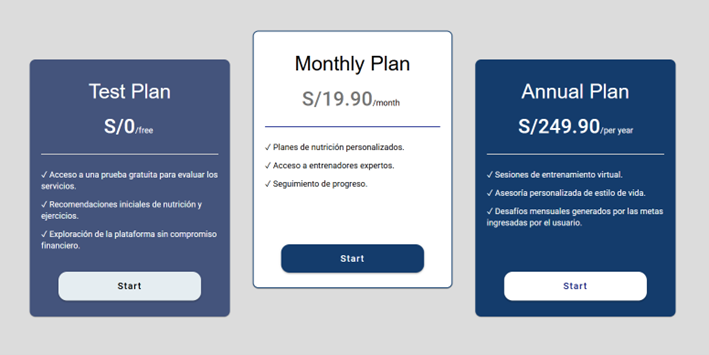 Test Plan
S/0/free
✓ Acceso a una prueba gratuita para evaluar los
servicios.
✓ Recomendaciones iniciales de nutrición y
ejercicios.
✓ Exploración de la plataforma sin compromiso
financiero.
Start
Monthly Plan
S/19.90/month
✓ Planes de nutrición personalizados.
✓ Acceso a entrenadores expertos.
✓ Seguimiento de progreso.
Start
Annual Plan
S/249.90/per year
✓ Sesiones de entrenamiento virtual.
✓ Asesoría personalizada de estilo de vida.
✓ Desafíos mensuales generados por las metas
ingresadas por el usuario.
Start